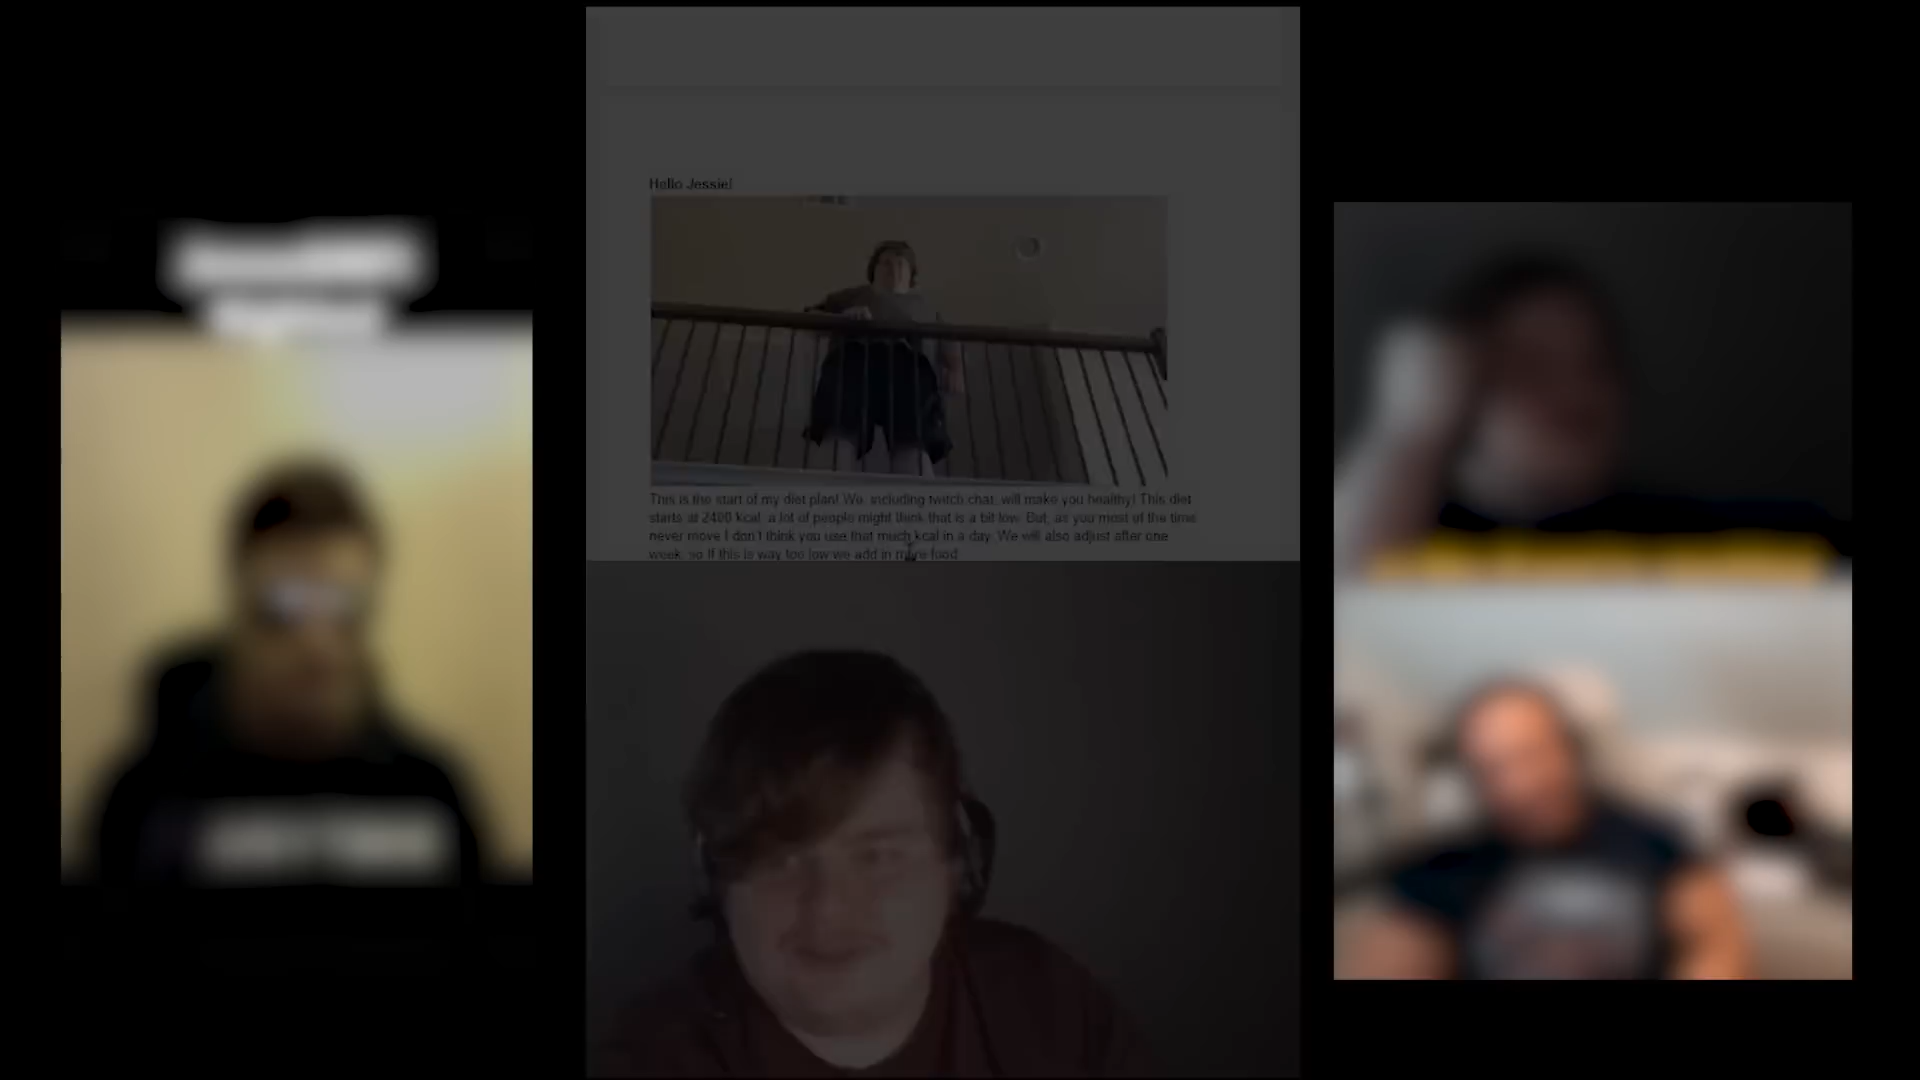 Hello Jessie!
This is the start of my diet plan! We, including twitch chat, will make you healthy! This diet
starts at 2400 kcal, a lot of people might think that is a bit low. But, as you most of the time
never move I don't think you use that much kcal in a day. We will also adjust after one
week, so if this is way too low we add in more food